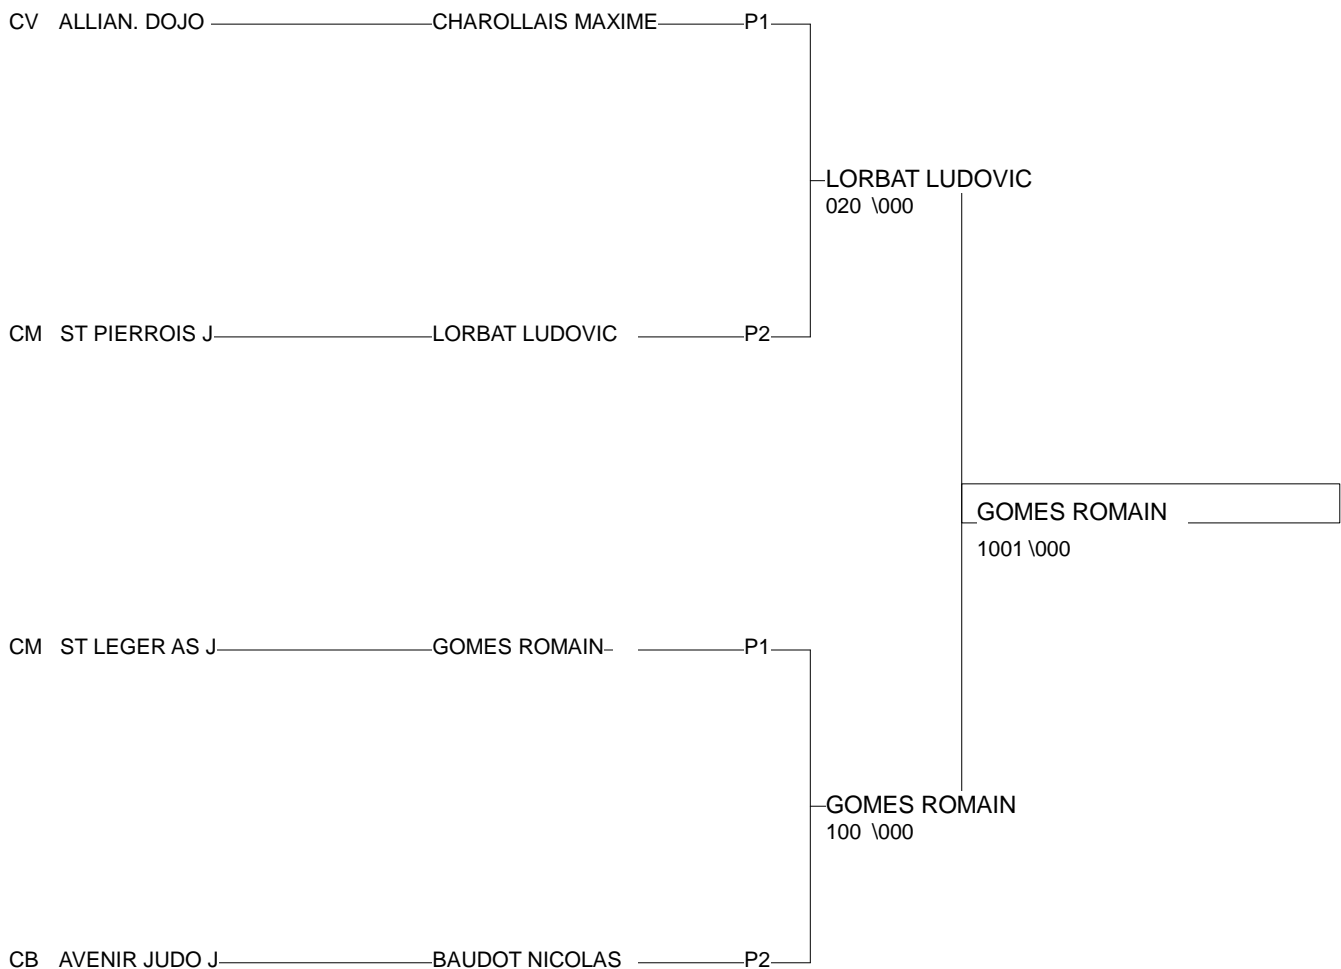 CV ALLIAN. DOJO CHAROLLAIS MAXIME P1
LORBAT LUDOVIC
020 \000
CM ST PIERROIS J LORBAT LUDOVIC P2
GOMES ROMAIN
1001 \000
CM ST LEGER AS J GOMES ROMAIN P1
GOMES ROMAIN
100 \000
CB AVENIR JUDO J BAUDOT NICOLAS P2